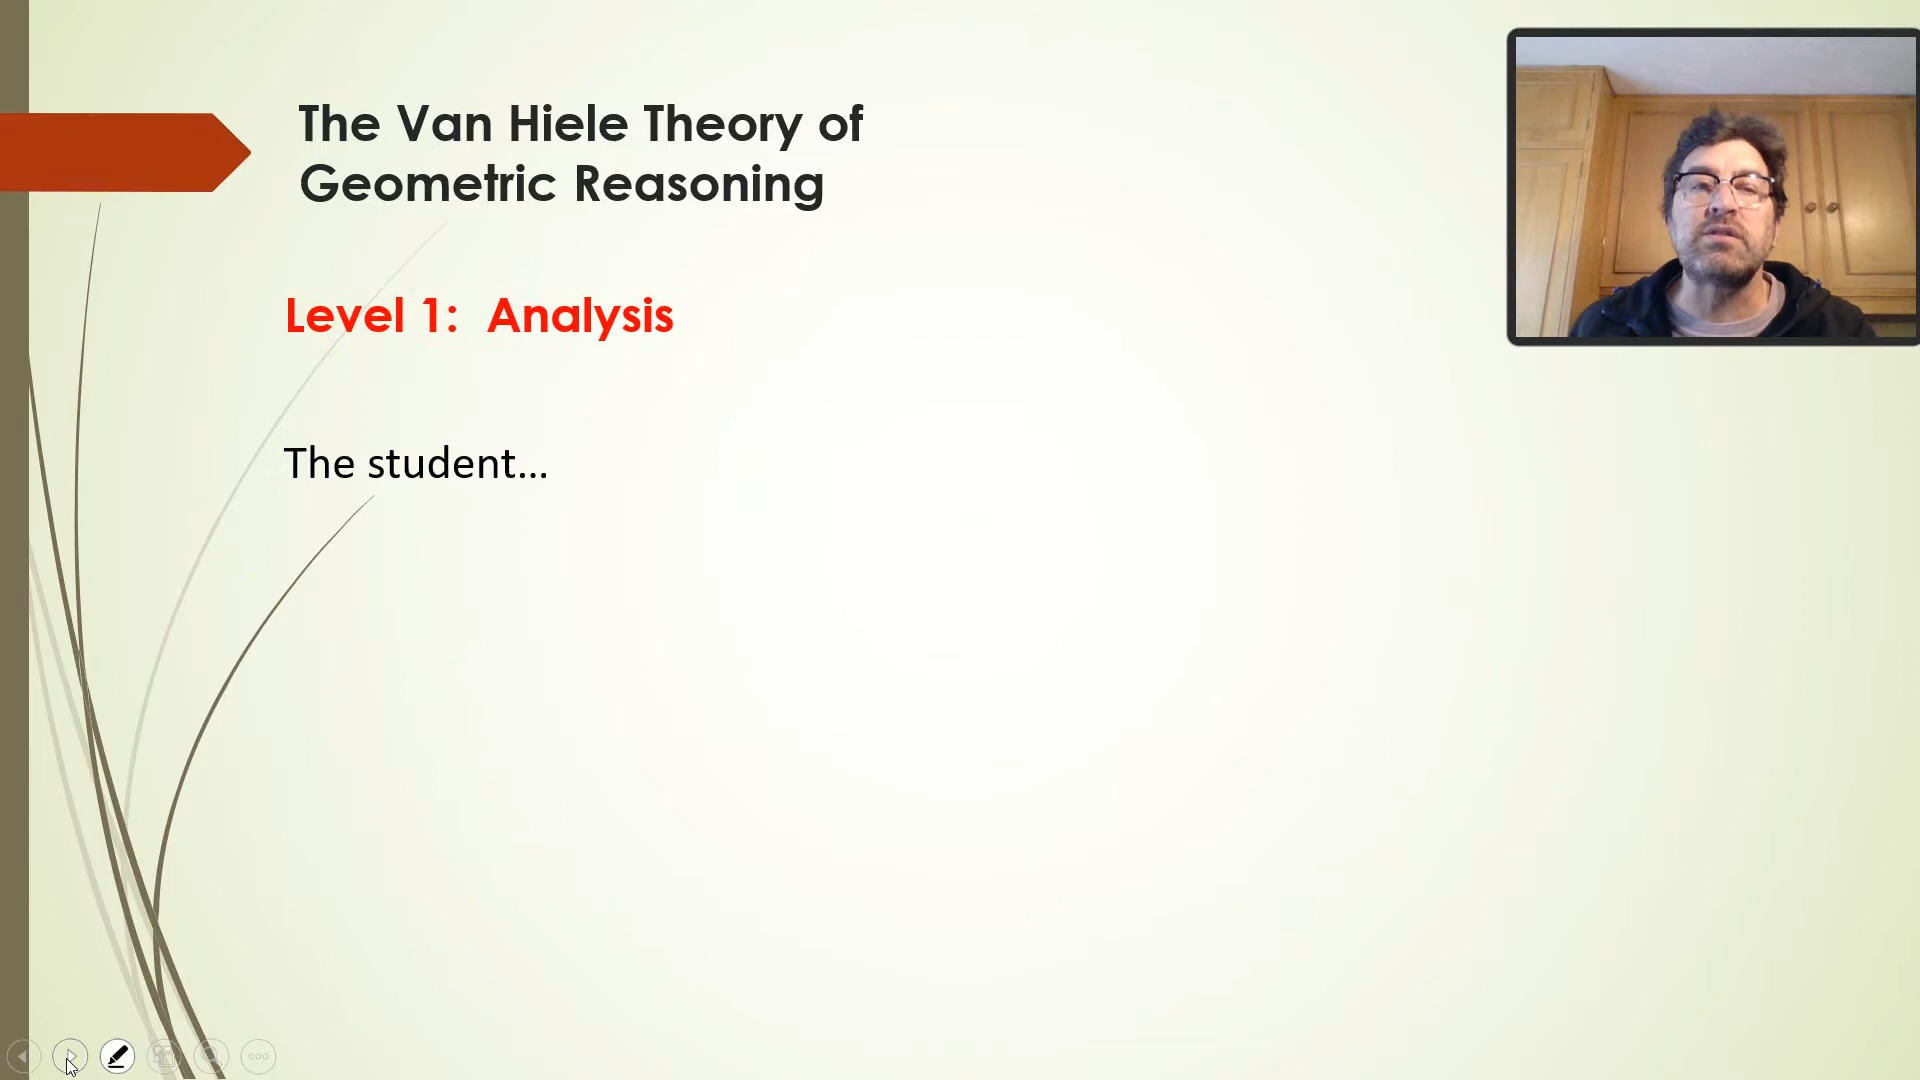 The Van Hiele Theory of
Geometric Reasoning
Level 1: Analysis
The student...